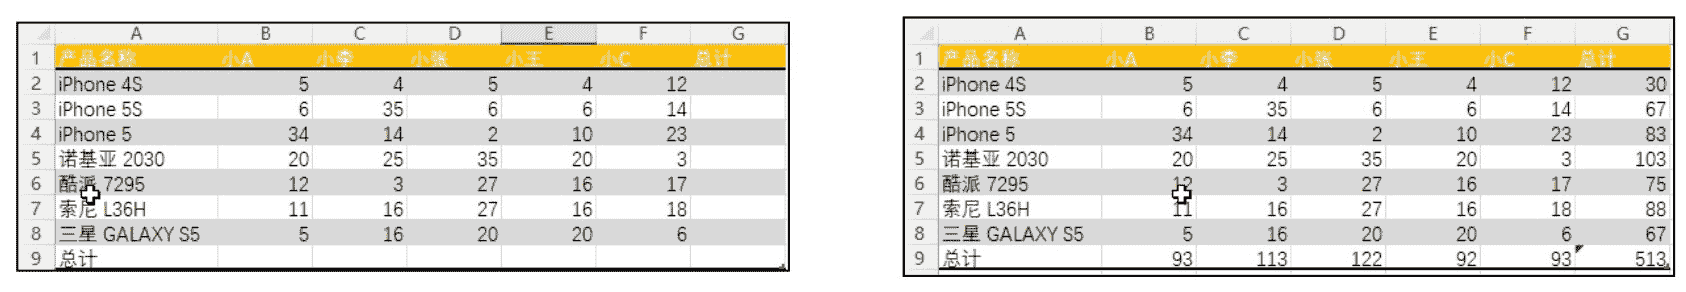 A B C D E F G
1 产品名称 小A 小李 小张 小王 小C 总计
2 iPhone 4S 5 4 5 4 12
3 iPhone 5S 6 35 6 6 14
4 iPhone 5 34 14 2 10 23
5 诺基亚 2030 20 25 35 20 3
6 酷派 7295 12 3 27 16 17
7 索尼 L36H 11 16 27 16 18
8 三星 GALAXY S5 5 16 20 20 6
9 总计
A B C D E F G
1 产品名称 小A 小李 小张 小王 小C 总计
2 iPhone 4S 5 4 5 4 12 30
3 iPhone 5S 6 35 6 6 14 67
4 iPhone 5 34 14 2 10 23 83
5 诺基亚 2030 20 25 35 20 3 103
6 酷派 7295 12 3 27 16 17 75
7 索尼 L36H 11 16 27 16 18 88
8 三星 GALAXY S5 5 16 20 20 6 67
9 总计 93 113 122 92 93 513